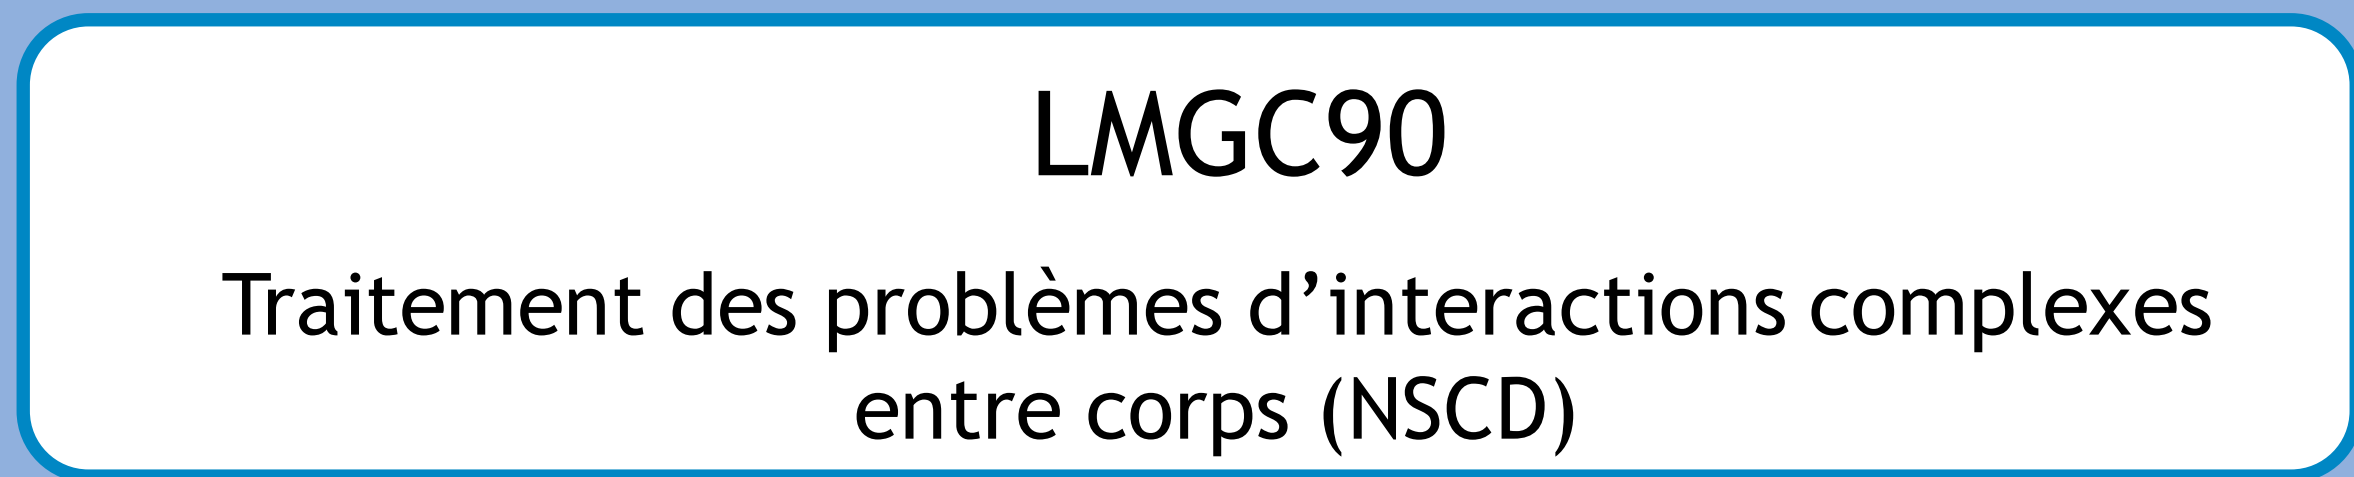 LMGC90
Traitement des problèmes d’interactions complexes
entre corps (NSCD)